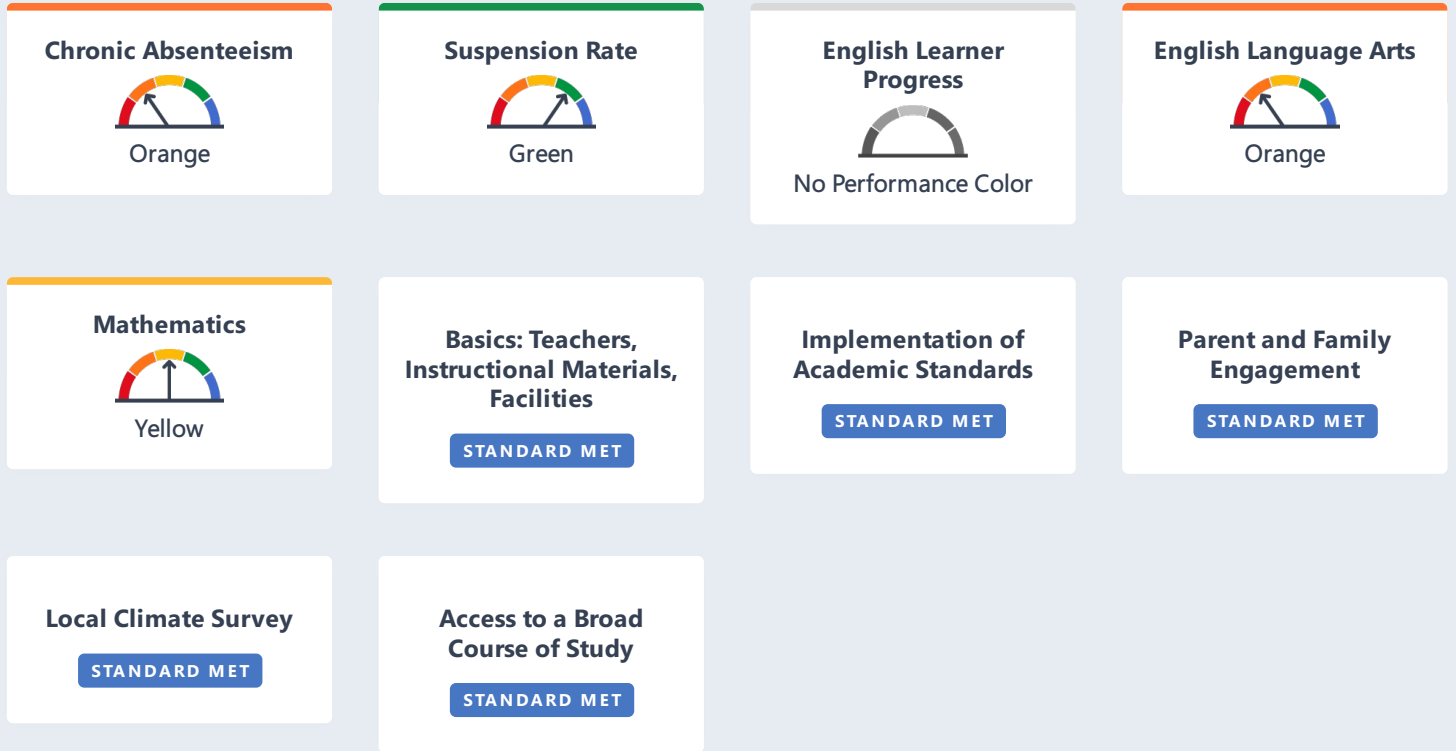 Chronic Absenteeism
Orange
Suspension Rate
Green
English Learner
Progress
No Performance Color
English Language Arts
Orange
Mathematics
Yellow
Basics: Teachers,
Instructional Materials,
Facilities
STANDARD MET
Implementation of
Academic Standards
STANDARD MET
Parent and Family
Engagement
STANDARD MET
Local Climate Survey
STANDARD MET
Access to a Broad
Course of Study
STANDARD MET